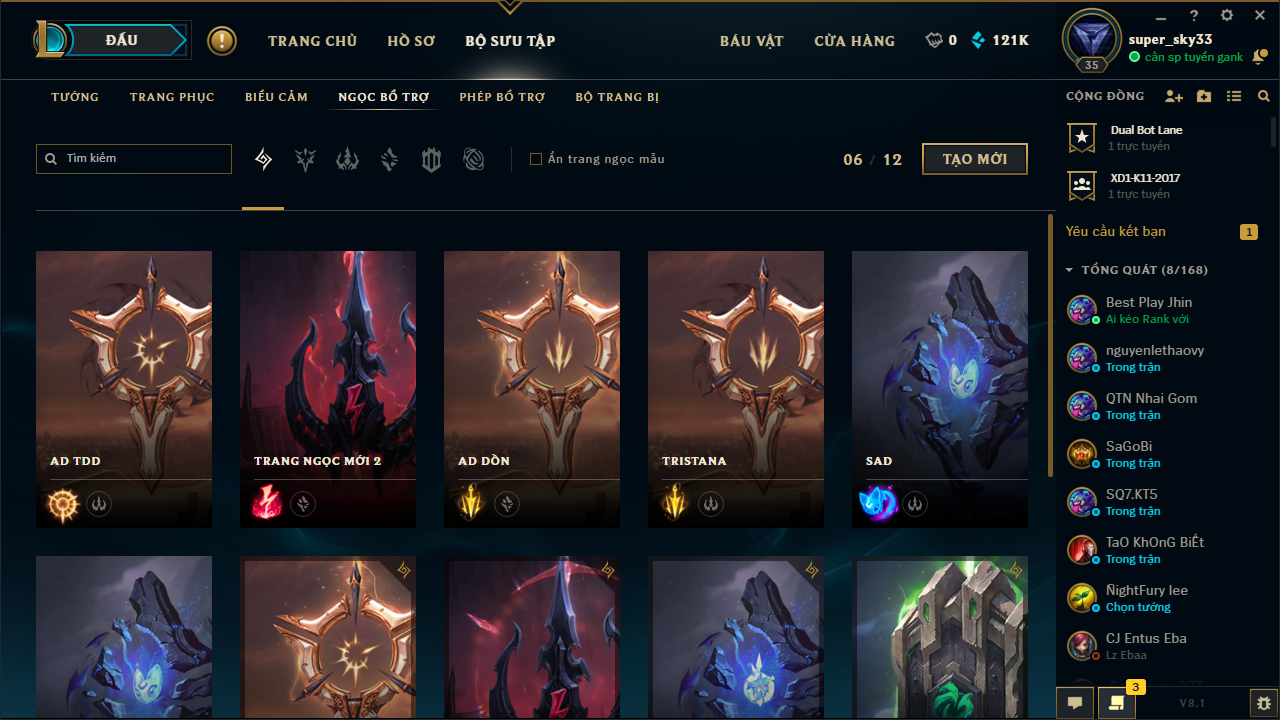 ĐẤU
!
TRANG CHỦ
HỒ SƠ
BỘ SƯU TẬP
BÁU VẬT
CỬA HÀNG
0
121K
35
?
super_sky33
cần sp tuyến gank
TƯỚNG
TRANG PHỤC
BIỂU CẢM
NGỌC BỔ TRỢ
PHÉP BỔ TRỢ
BỘ TRANG BỊ
Tìm kiếm
Ẩn trang ngọc mẫu
06 / 12
TẠO MỚI
AD TDD
TRANG NGỌC MỚI 2
AD DỒN
TRISTANA
SAD
CỘNG ĐỒNG
Dual Bot Lane
1 trực tuyến
XD1-K11-2017
1 trực tuyến
Yêu cầu kết bạn
1
TỔNG QUÁT (8/168)
Best Play Jhin
Ai kéo Rank với
nguyenlethaovy
Trong trận
QTN Nhai Gom
Trong trận
SaGoBi
Trong trận
SQ7.KT5
Trong trận
TaO KhOnG BiẾt
Trong trận
ÑightFury lee
Chọn tướng
CJ Entus Eba
Lz Ebaa
3
V8.1